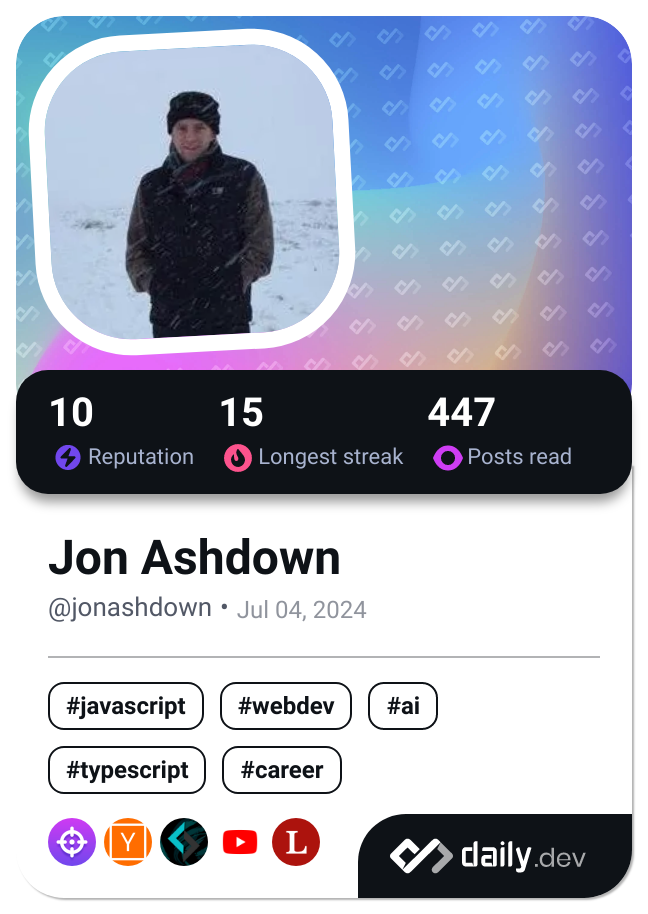 10 15 447
Reputation Longest streak Posts read
Jon Ashdown
@jonashdown • Jul 04, 2024
#javascript #webdev #ai
#typescript #career
Y L
daily.dev